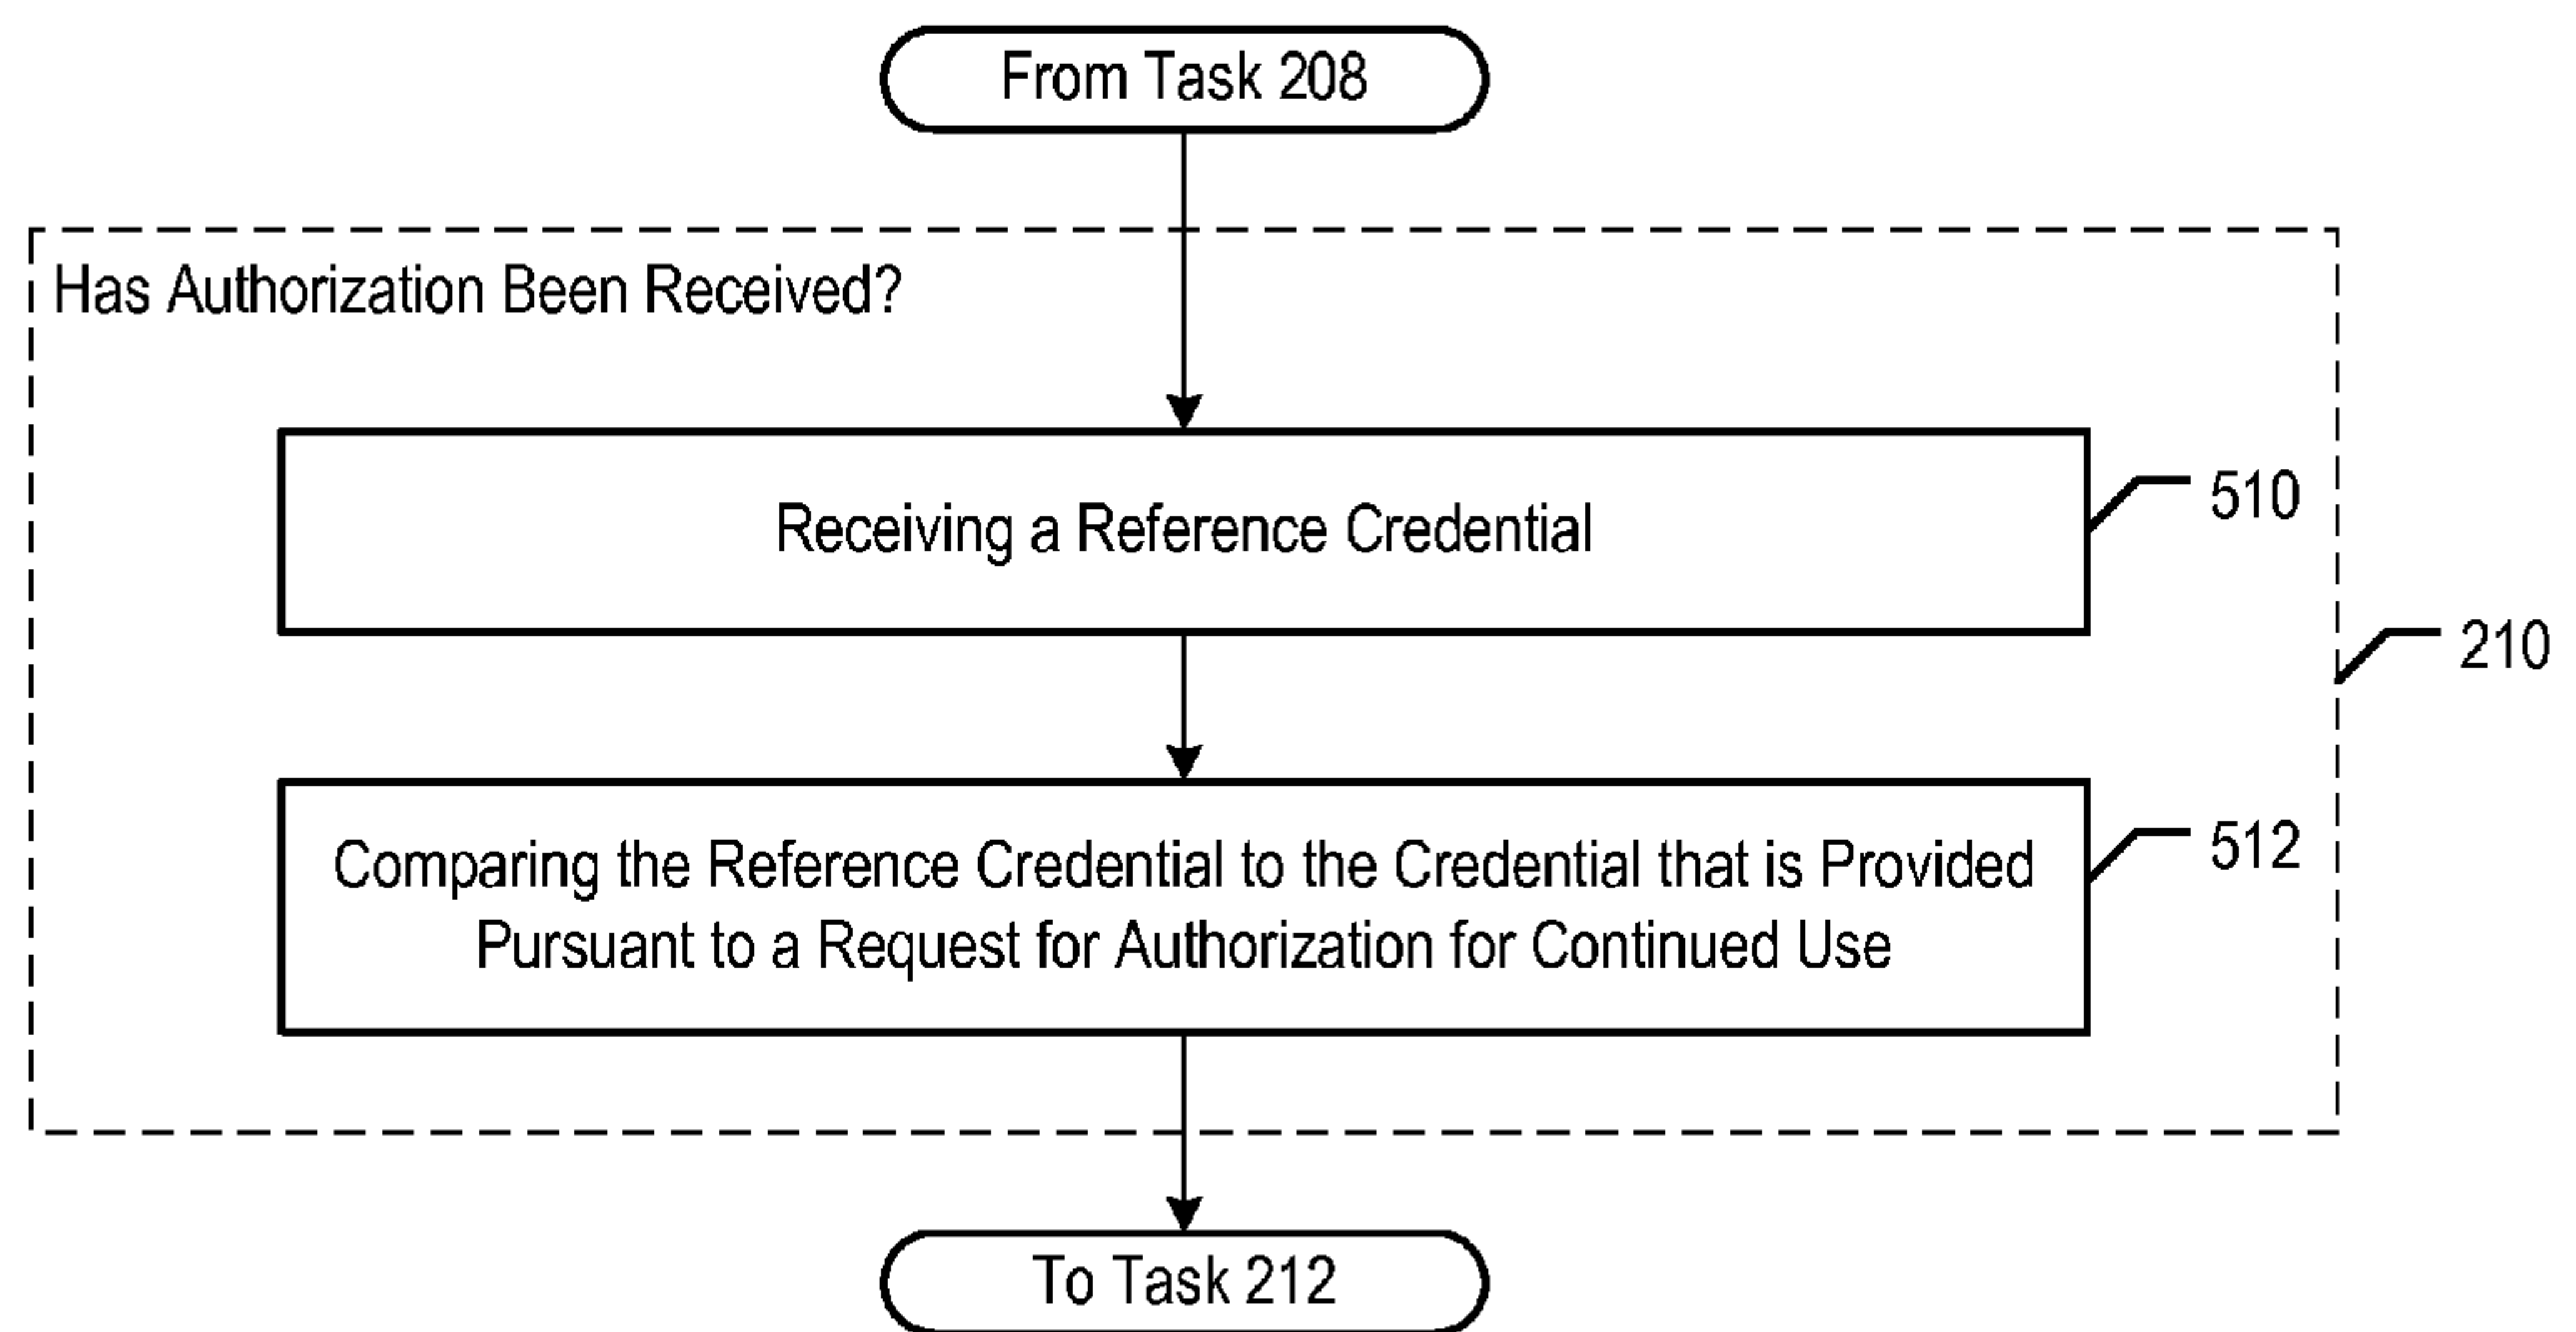 From Task 208
Has Authorization Been Received?
Receiving a Reference Credential
510
210
Comparing the Reference Credential to the Credential that is Provided
Pursuant to a Request for Authorization for Continued Use
512
To Task 212